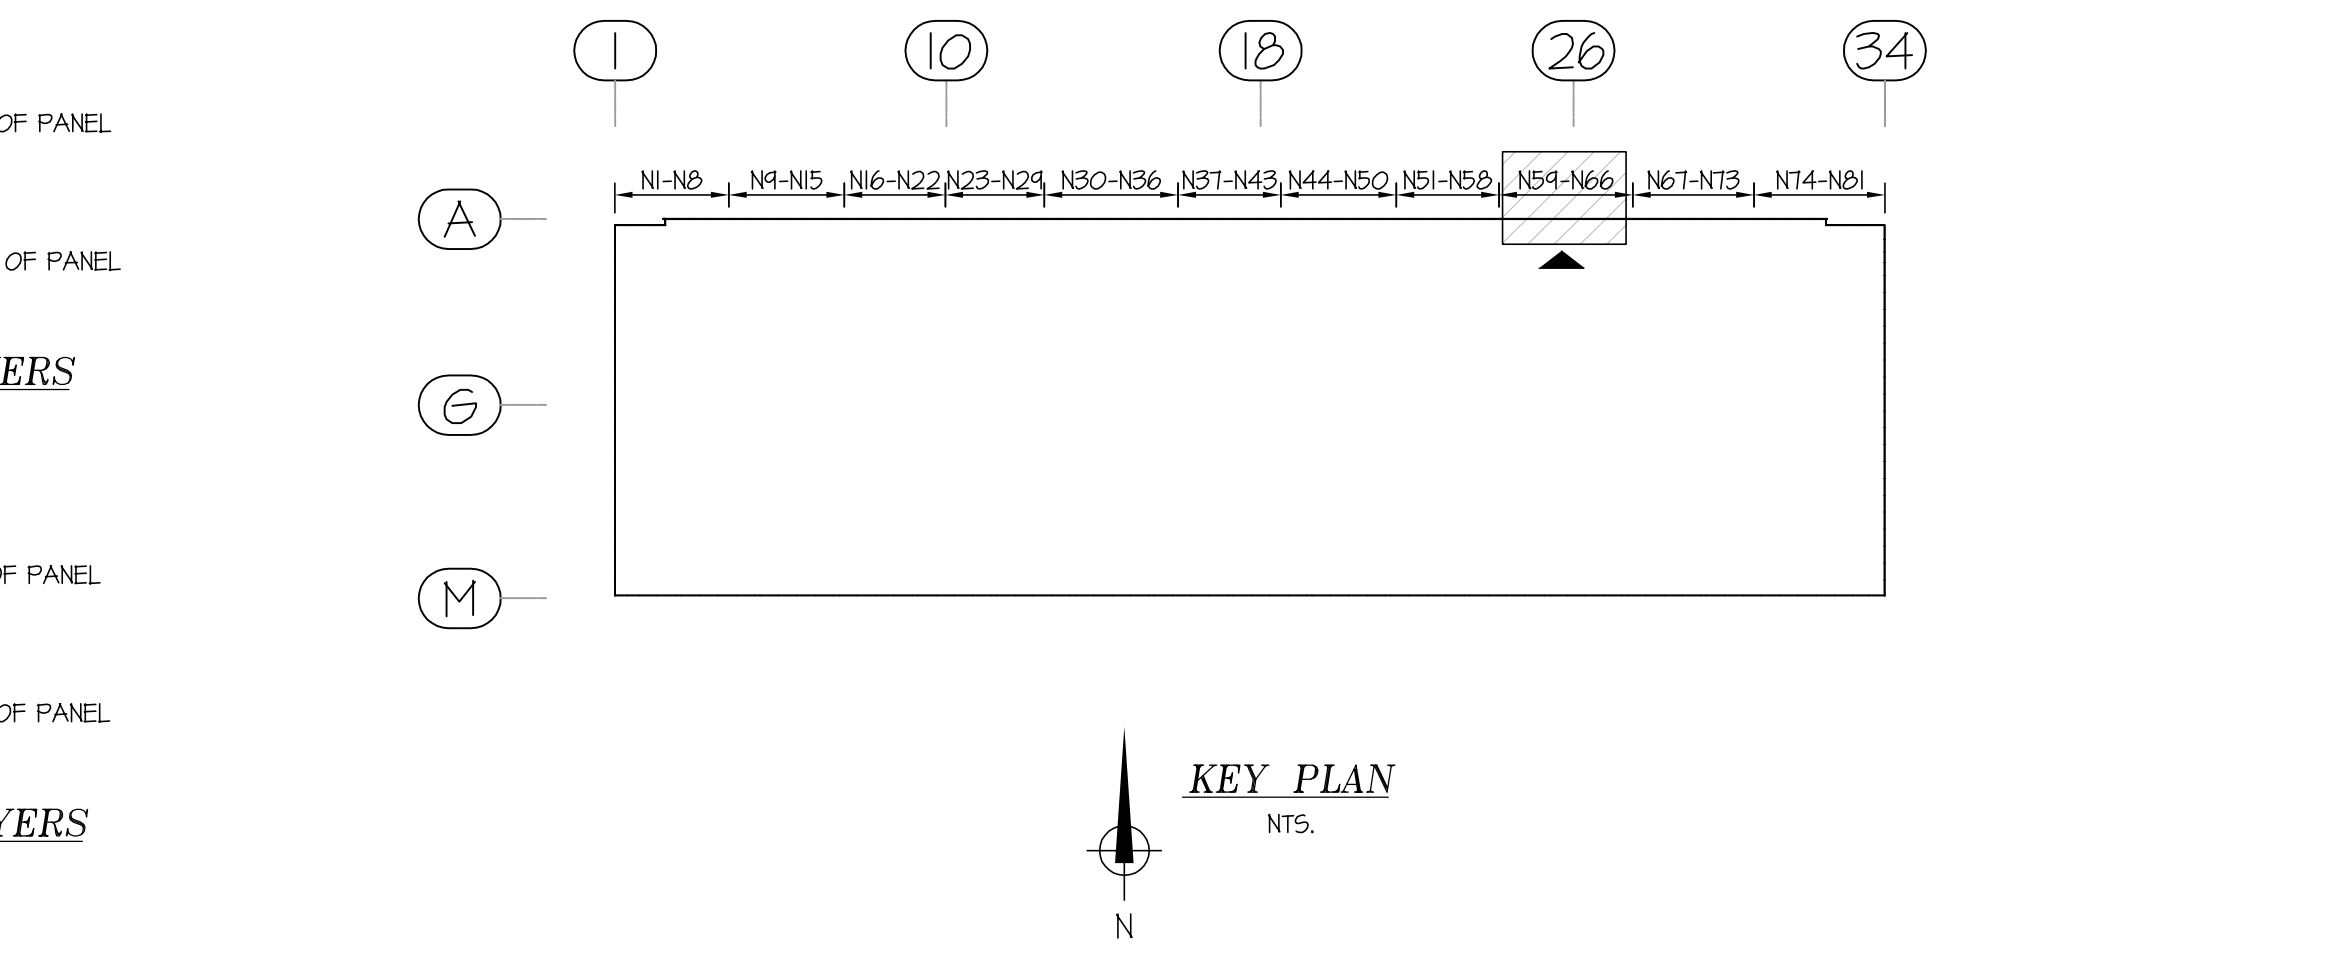 1 10 18 26 34
OF PANEL
N1-N8 N9-N15 N16-N22 N23-N29 N30-N36 N37-N43 N44-N50 N51-N58 N59-N66 N67-N73 N74-N81
A
OF PANEL
ERS
G
OF PANEL
M
OF PANEL
KEY PLAN
NTS.
YERS
N